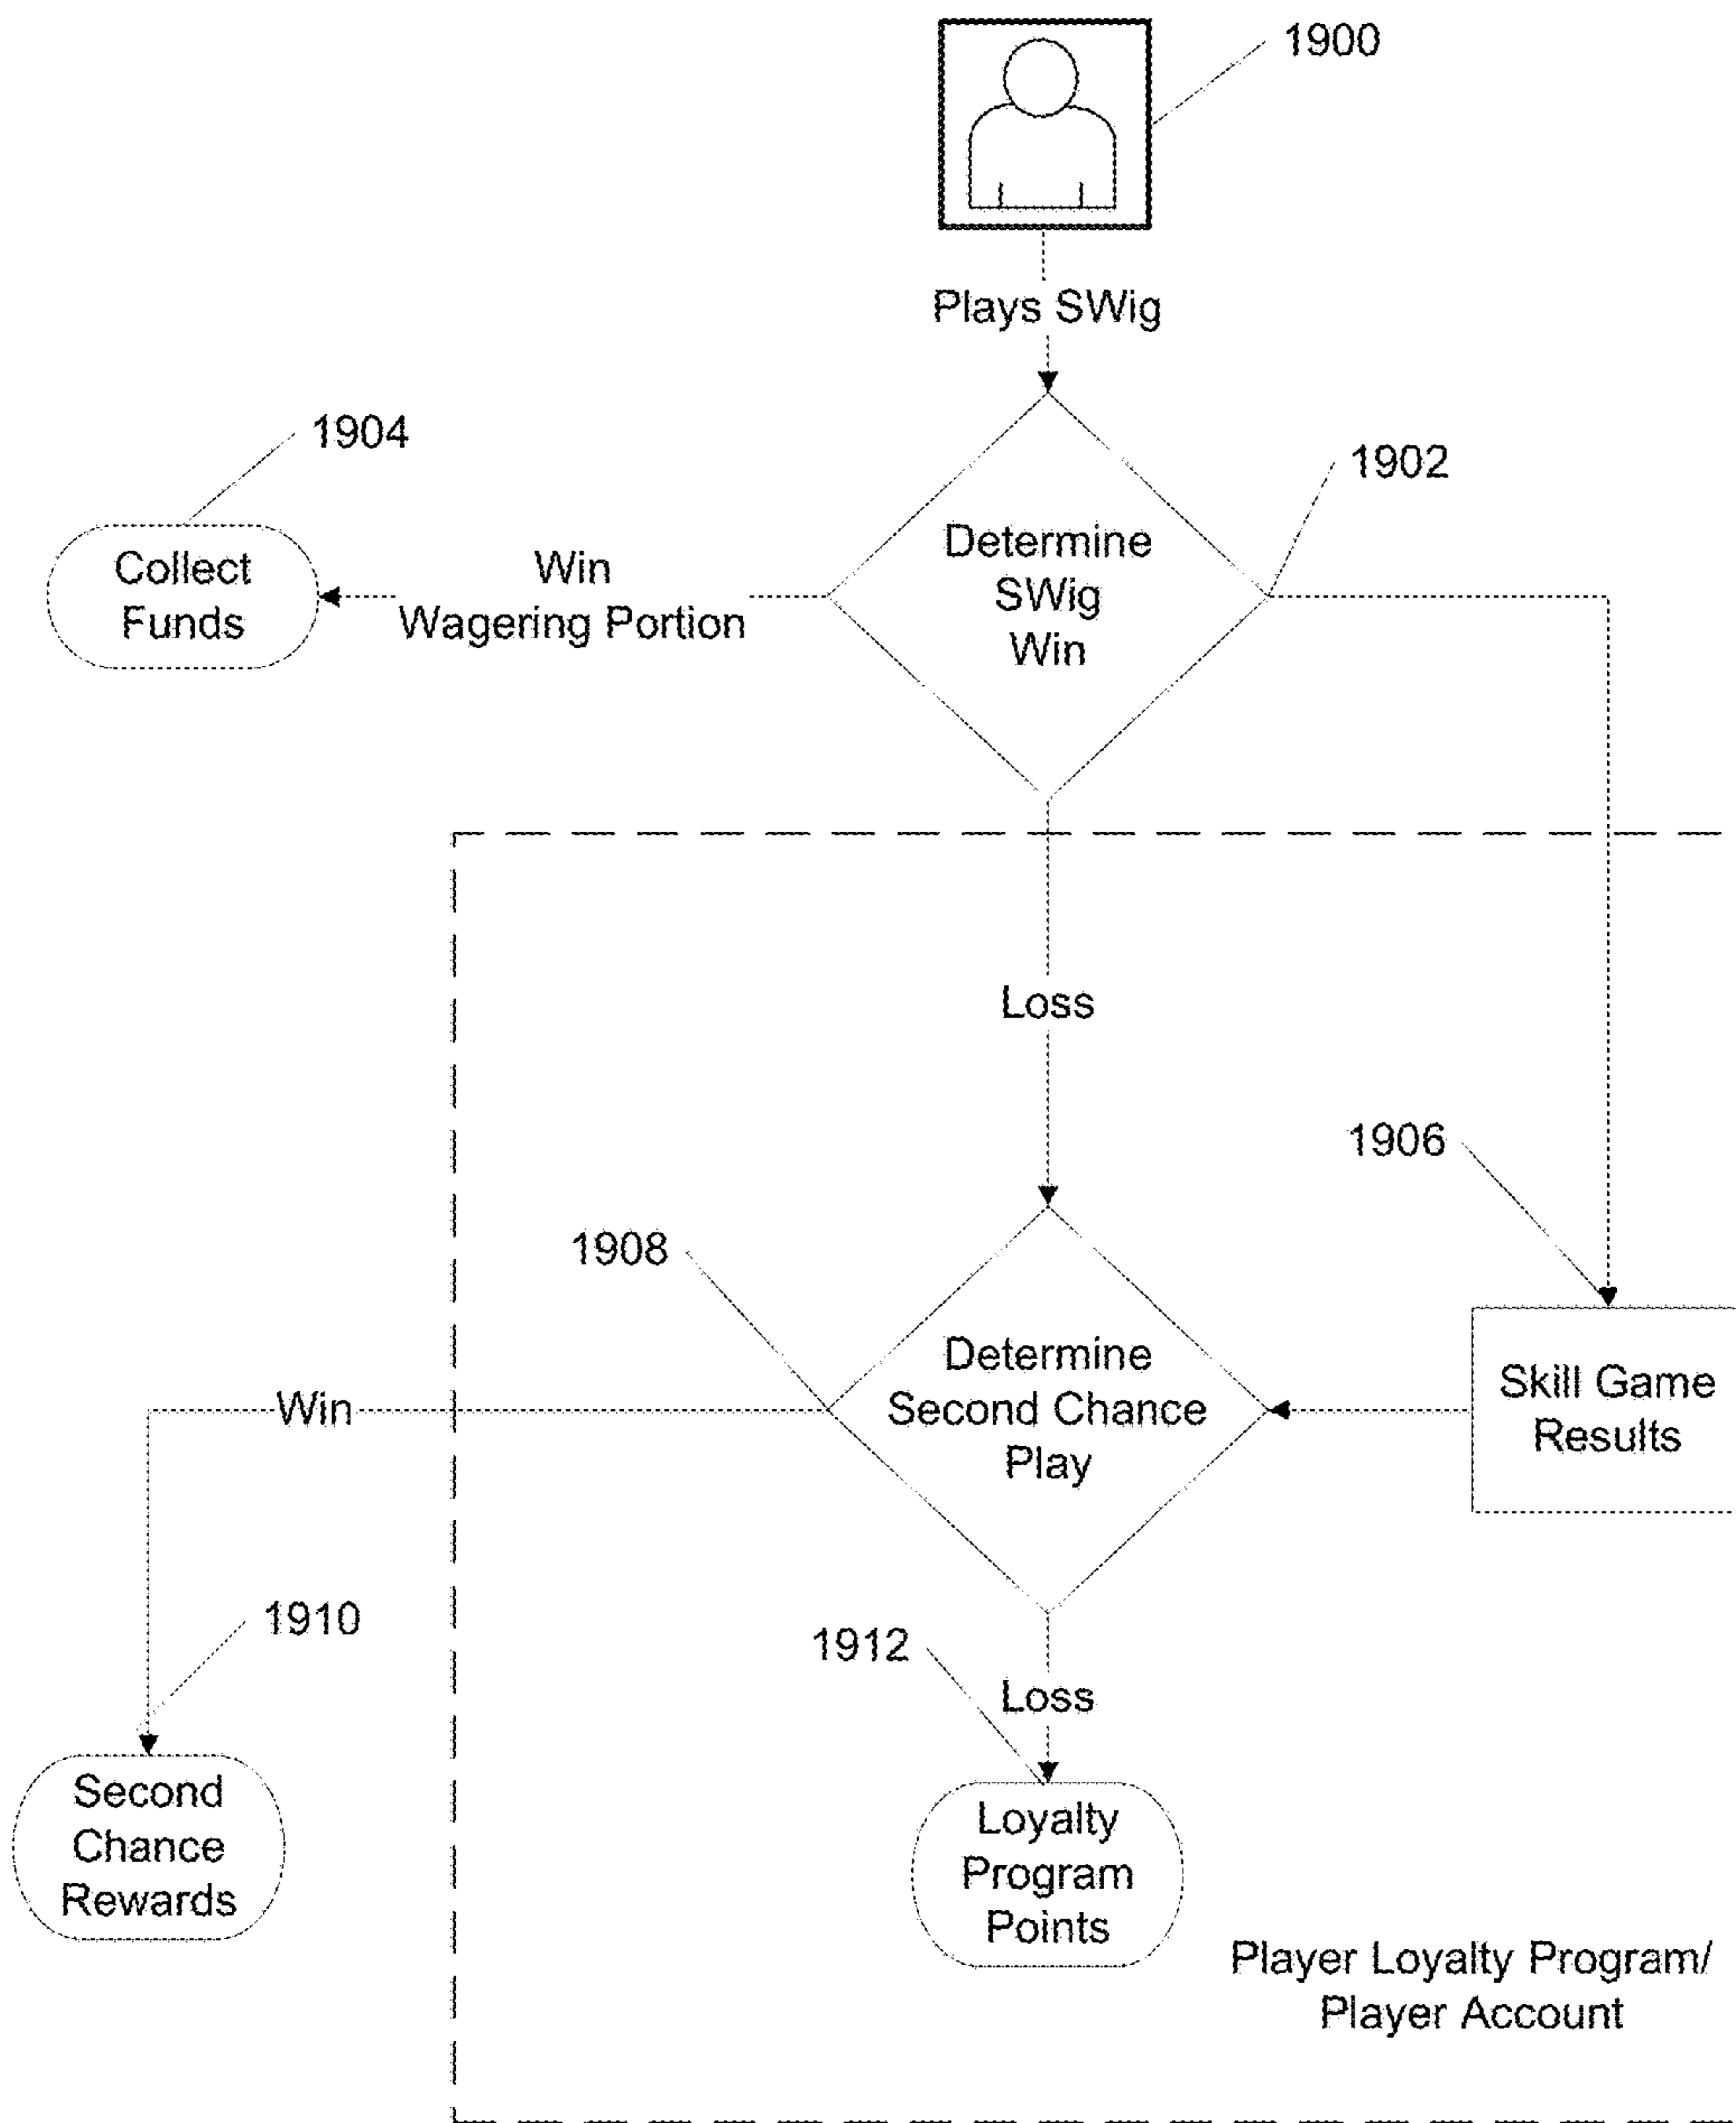 1900
Plays SWig
1904
1902
Collect
Funds
Win
Wagering Portion
Determine
SWig
Win
Loss
1906
1908
Determine
Second Chance
Play
Skill Game
Results
Win
1910
1912
Loss
Second
Chance
Rewards
Loyalty
Program
Points
Player Loyalty Program/
Player Account